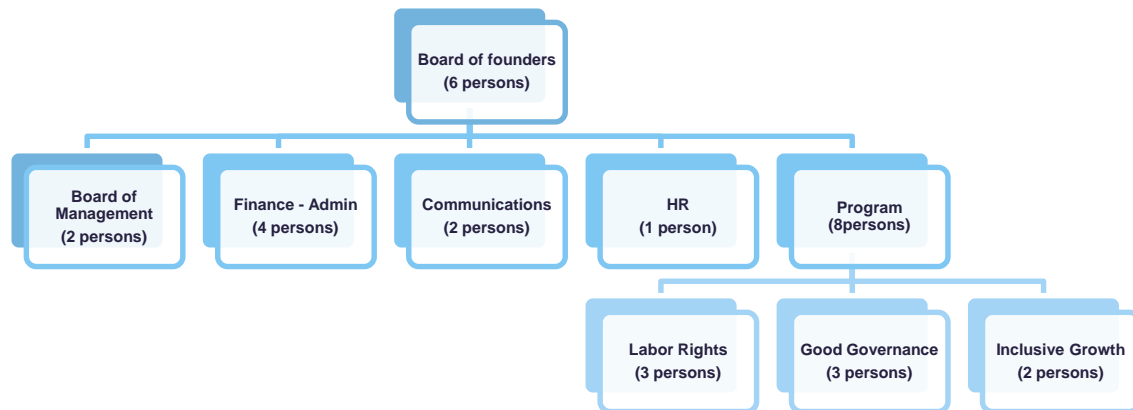 Board of founders
(6 persons)
Board of
Management
(2 persons)
Finance - Admin
(4 persons)
Communications
(2 persons)
HR
(1 person)
Program
(8persons)
Labor Rights
(3 persons)
Good Governance
(3 persons)
Inclusive Growth
(2 persons)